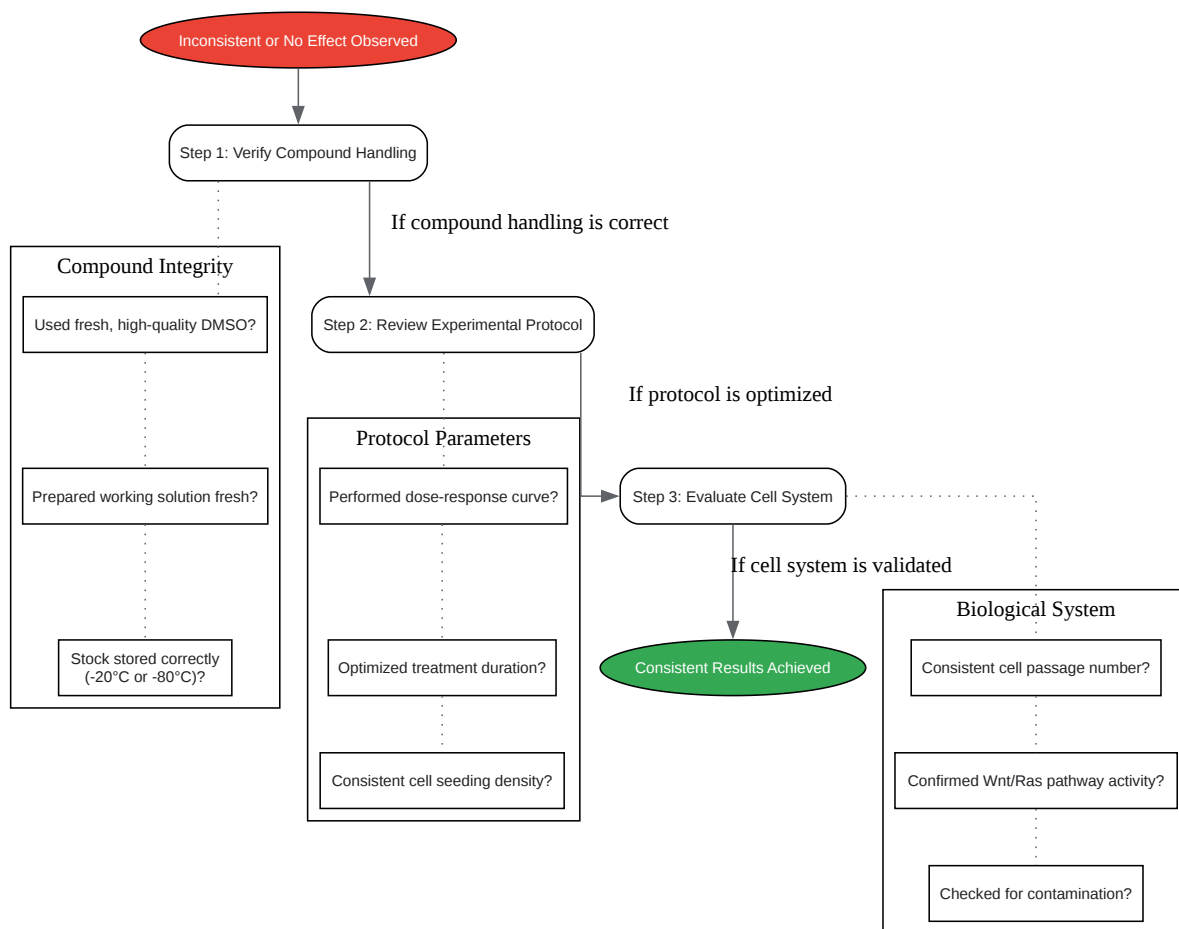 Inconsistent or No Effect Observed
Step 1: Verify Compound Handling
If compound handling is correct
Compound Integrity
Used fresh, high-quality DMSO?
Step 2: Review Experimental Protocol
If protocol is optimized
Protocol Parameters
Prepared working solution fresh?
Performed dose-response curve?
Step 3: Evaluate Cell System
If cell system is validated
Biological System
Stock stored correctly
(-20°C or -80°C)?
Optimized treatment duration?
Consistent Results Achieved
Consistent cell passage number?
Consistent cell seeding density?
Confirmed Wnt/Ras pathway activity?
Checked for contamination?